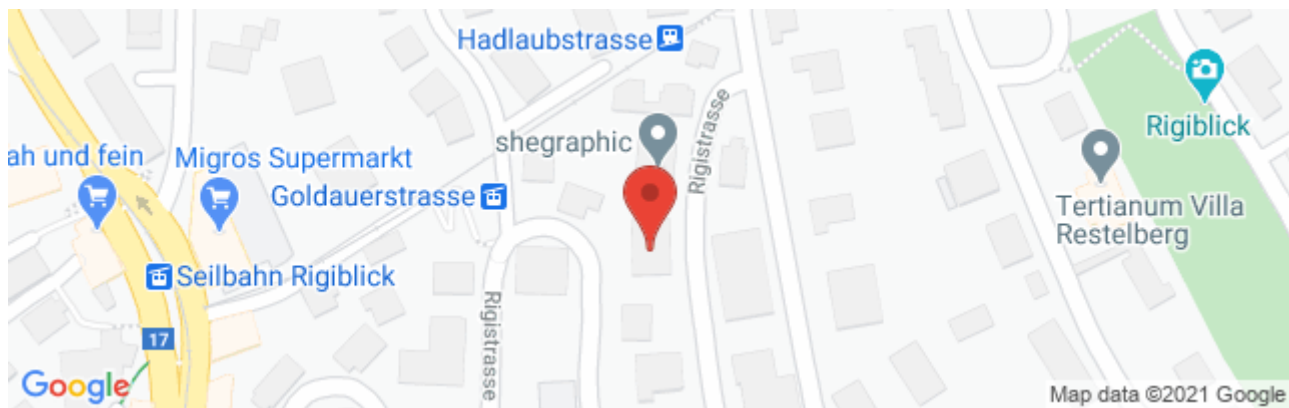 Hadlaubstrasse
shegraphic
Rigistrasse
Rigiblick
ah und fein
Migros Supermarkt
Goldauerstrasse
Tertianum Villa
Restelberg
Seilbahn Rigiblick
Rigistrasse
17
Google
Map data ©2021 Google